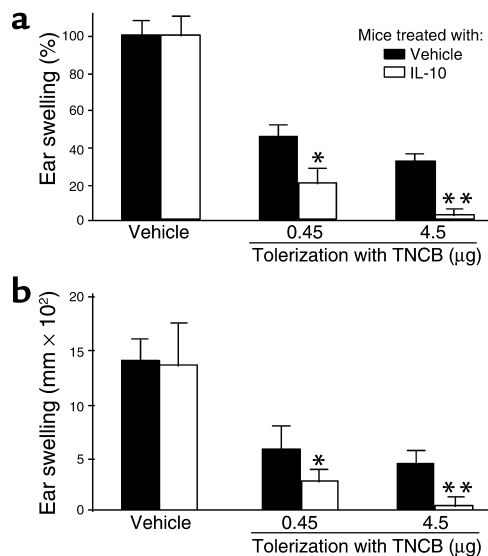 a
Ear swelling (%)
100
80
60
40
20
0
Mice treated with:
Vehicle
IL-10
*
**
Vehicle
0.45
4.5
Tolerization with TNCB (μg)
b
Ear swelling (mm × 10²)
20
15
10
5
0
*
**
Vehicle
0.45
4.5
Tolerization with TNCB (μg)